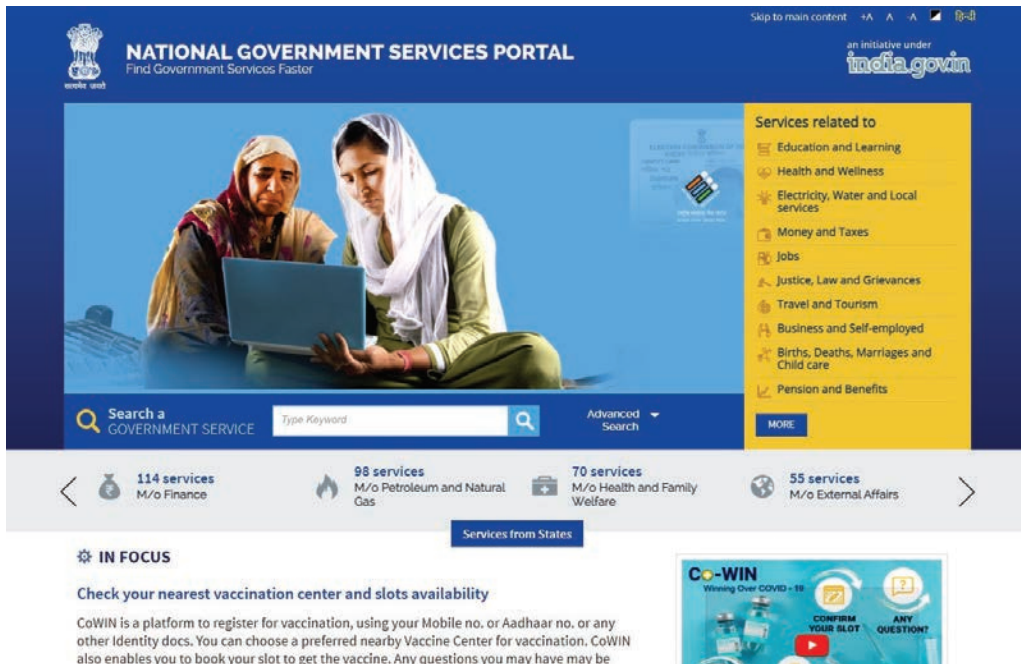 Skip to main content +A A -A हिन्दी
सत्यमेव जयते
NATIONAL GOVERNMENT SERVICES PORTAL
Find Government Services Faster
an initiative under
india.gov.in
Services related to
Education and Learning
Health and Wellness
Electricity, Water and Local
services
Money and Taxes
Jobs
Justice, Law and Grievances
Travel and Tourism
Business and Self-employed
Births, Deaths, Marriages and
Child care
Pension and Benefits
MORE
Search a
GOVERNMENT SERVICE
Type Keyword
Advanced
Search
114 services
M/o Finance
98 services
M/o Petroleum and Natural
Gas
70 services
M/o Health and Family
Welfare
55 services
M/o External Affairs
Services from States
IN FOCUS
Check your nearest vaccination center and slots availability
CoWIN is a platform to register for vaccination, using your Mobile no. or Aadhaar no. or any
other Identity docs. You can choose a preferred nearby Vaccine Center for vaccination. CoWIN
also enables you to book your slot to get the vaccine. Any questions you may have may be
Co-WIN
Winning Over COVID - 19
CONFIRM
YOUR SLOT
ANY
QUESTION?